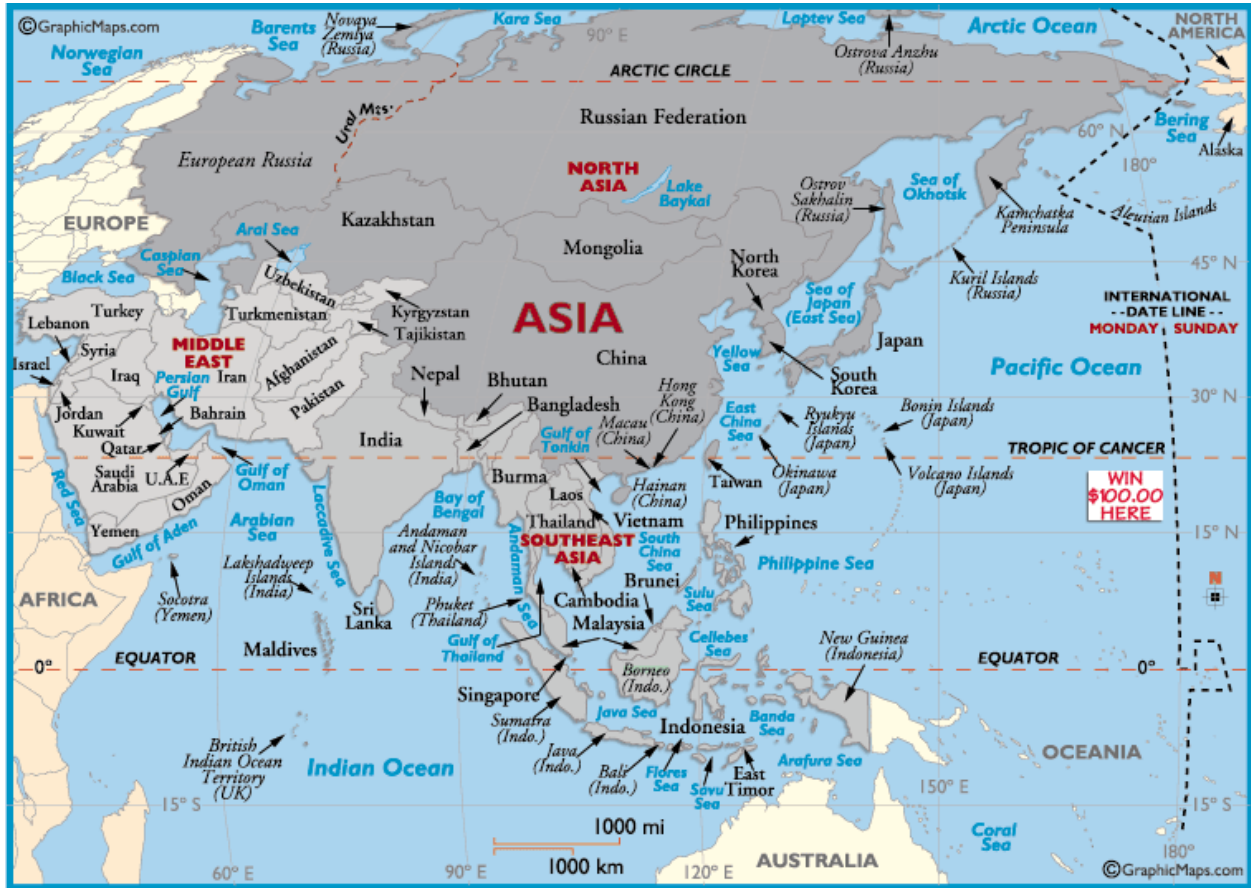 ©GraphicMaps.com
Norwegian
Sea
Barents
Sea
Novaya
Zemlya
(Russia)
Kara Sea
90° E
Laptev Sea
Ostrova Anzhu
(Russia)
Arctic Ocean
NORTH
AMERICA
ARCTIC CIRCLE
Ural Mts.
Russian Federation
European Russia
60° N
Bering
Sea
180°
Alaska
NORTH
ASIA
Lake
Baykal
Ostrov
Sakhalin
(Russia)
Sea of
Okhotsk
Kamchatka
Peninsula
Aleurian Islands
EUROPE
Kazakhstan
Aral Sea
Caspian
Sea
Black Sea
Mongolia
North
Korea
Kuril Islands
(Russia)
45° N
Uzbekistan
Turkey
Turkmenistan
Kyrgyzstan
Tajikistan
ASIA
Sea of
Japan
(East Sea)
INTERNATIONAL
- - DATE LINE - -
MONDAY
SUNDAY
Lebanon
Syria
MIDDLE
EAST
Afghanistan
China
Yellow
Sea
Japan
South
Korea
Pacific Ocean
Israel
Iraq
Iran
Persian
Gulf
Pakistan
Nepal
Bhutan
Hong
Kong
(China)
30° N
Jordan
Kuwait
Bahrain
Bangladesh
Macau
(China)
East
China
Sea
Ryukyu
Islands
(Japan)
Bonin Islands
(Japan)
Qatar
India
Gulf of
Tonkin
TROPIC OF CANCER
Saudi
Arabia
U.A.E
Oman
Gulf of
Oman
Burma
Laos
Hainan
(China)
Taiwan
Okinawa
(Japan)
Volcano Islands
(Japan)
WIN
$100.00
HERE
Red Sea
Yemen
Gulf of Aden
Arabian
Sea
Laccadive Sea
Bay of
Bengal
Thailand
Vietnam
Philippines
15° N
SOUTHEAST
ASIA
South
China
Sea
Andaman
and Nicobar
Islands
(India)
Andaman Sea
Lakshadweep
Islands
(India)
Philippine Sea
AFRICA
Socotra
(Yemen)
Sri
Lanka
Phuket
(Thailand)
Cambodia
Brunei
Sulu
Sea
N
Maldives
Gulf of
Thailand
Malaysia
Cellebes
Sea
New Guinea
(Indonesia)
0°
EQUATOR
EQUATOR
0°
Singapore
Borneo
(Indo.)
Sumatra
(Indo.)
Java Sea
Indonesia
Banda
Sea
British
Indian Ocean
Territory
(UK)
Indian Ocean
Java
(Indo.)
Bali
(Indo.)
Flores
Sea
Savu
Sea
East
Timor
Arafura Sea
OCEANIA
15° S
150° E
15° S
1000 mi
1000 km
Coral
Sea
60° E
90° E
120° E
AUSTRALIA
180°
©GraphicMaps.com